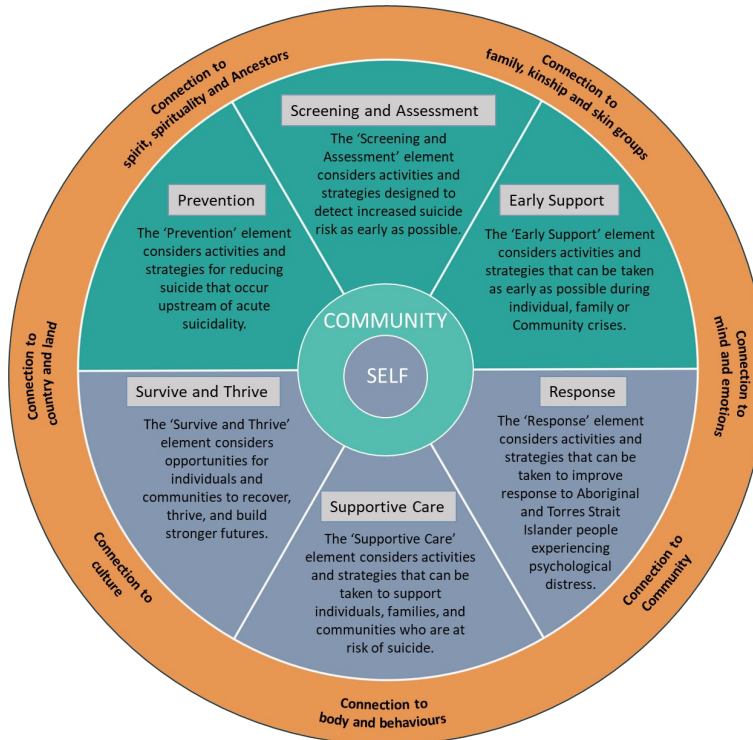 Connection to
spirit, spirituality and Ancestors
Connection to
family, kinship and skin groups
Screening and Assessment
The ‘Screening and
Assessment’ element
considers activities and
strategies designed to
detect increased suicide
risk as early as possible.
Prevention
The ‘Prevention’ element
considers activities and
strategies for reducing
suicide that occur
upstream of acute
suicidality.
Early Support
The ‘Early Support’ element
considers activities and
strategies that can be taken
as early as possible during
individual, family or
Community crises.
COMMUNITY
SELF
Connection to
country and land
Connection to
mind and emotions
Survive and Thrive
The ‘Survive and Thrive’
element considers
opportunities for
individuals and
communities to recover,
thrive, and build
stronger futures.
Response
The ‘Response’ element
considers activities and
strategies that can be
taken to improve
response to Aboriginal
and Torres Strait
Islander people
experiencing
psychological
distress.
Supportive Care
The ‘Supportive Care’
element considers activities
and strategies that can be
taken to support
individuals, families, and
communities who are at
risk of suicide.
Connection to
culture
Connection to
Community
Connection to
body and behaviours